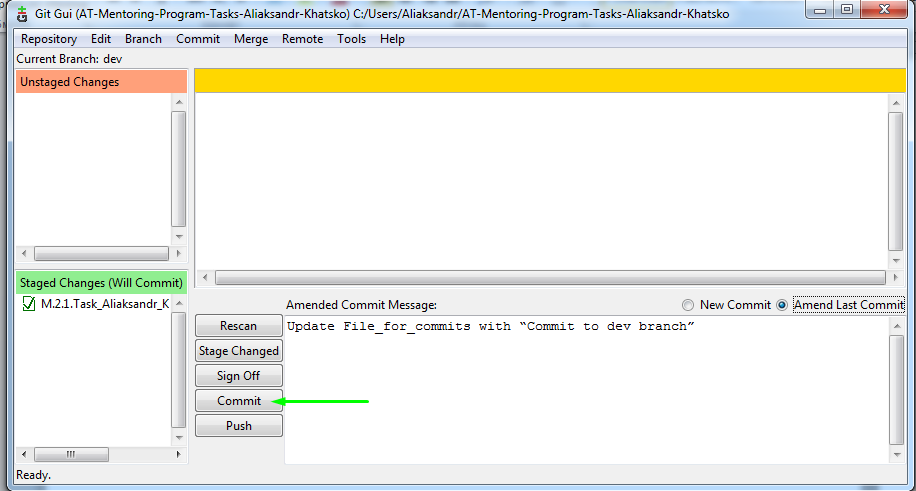 Git Gui (AT-Mentoring-Program-Tasks-Aliaksandr-Khatsko) C:/Users/Aliaksandr/AT-Mentoring-Program-Tasks-Aliaksandr-Khatsko
Repository Edit Branch Commit Merge Remote Tools Help
Current Branch: dev
Unstaged Changes
Staged Changes (Will Commit)
M.2.1.Task_Aliaksandr_K
Amended Commit Message:
New Commit
Amend Last Commit
Rescan
Stage Changed
Sign Off
Commit
Push
Update File_for_commits with “Commit to dev branch”
Ready.